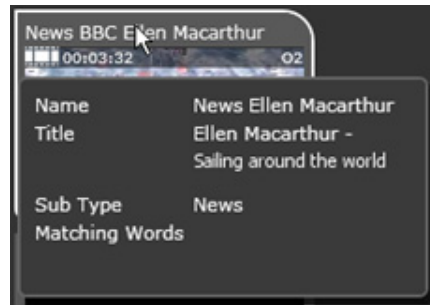 News BBC Ellen Macarthur
00:03:32 O2
Name News Ellen Macarthur
Title Ellen Macarthur -
Sailing around the world
Sub Type News
Matching Words